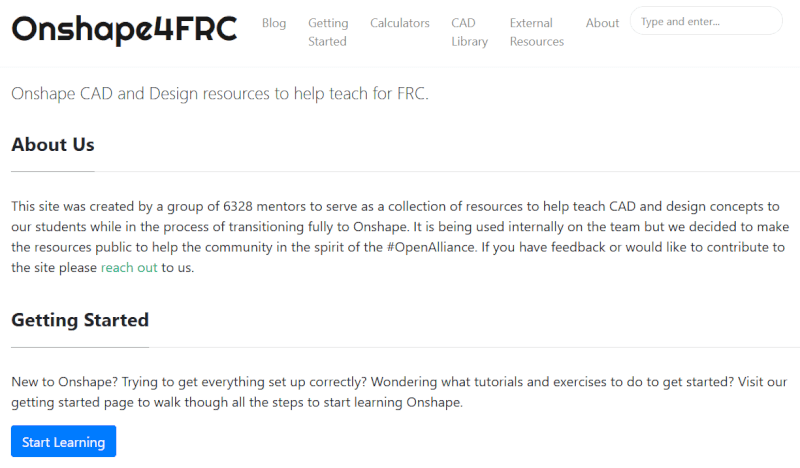 Onshape4FRC
Blog
Getting
Started
Calculators
CAD
Library
External
Resources
About
Type and enter...
Onshape CAD and Design resources to help teach for FRC.
About Us
This site was created by a group of 6328 mentors to serve as a collection of resources to help teach CAD and design concepts to
our students while in the process of transitioning fully to Onshape. It is being used internally on the team but we decided to make
the resources public to help the community in the spirit of the #OpenAlliance. If you have feedback or would like to contribute to
the site please reach out to us.
Getting Started
New to Onshape? Trying to get everything set up correctly? Wondering what tutorials and exercises to do to get started? Visit our
getting started page to walk though all the steps to start learning Onshape.
Start Learning